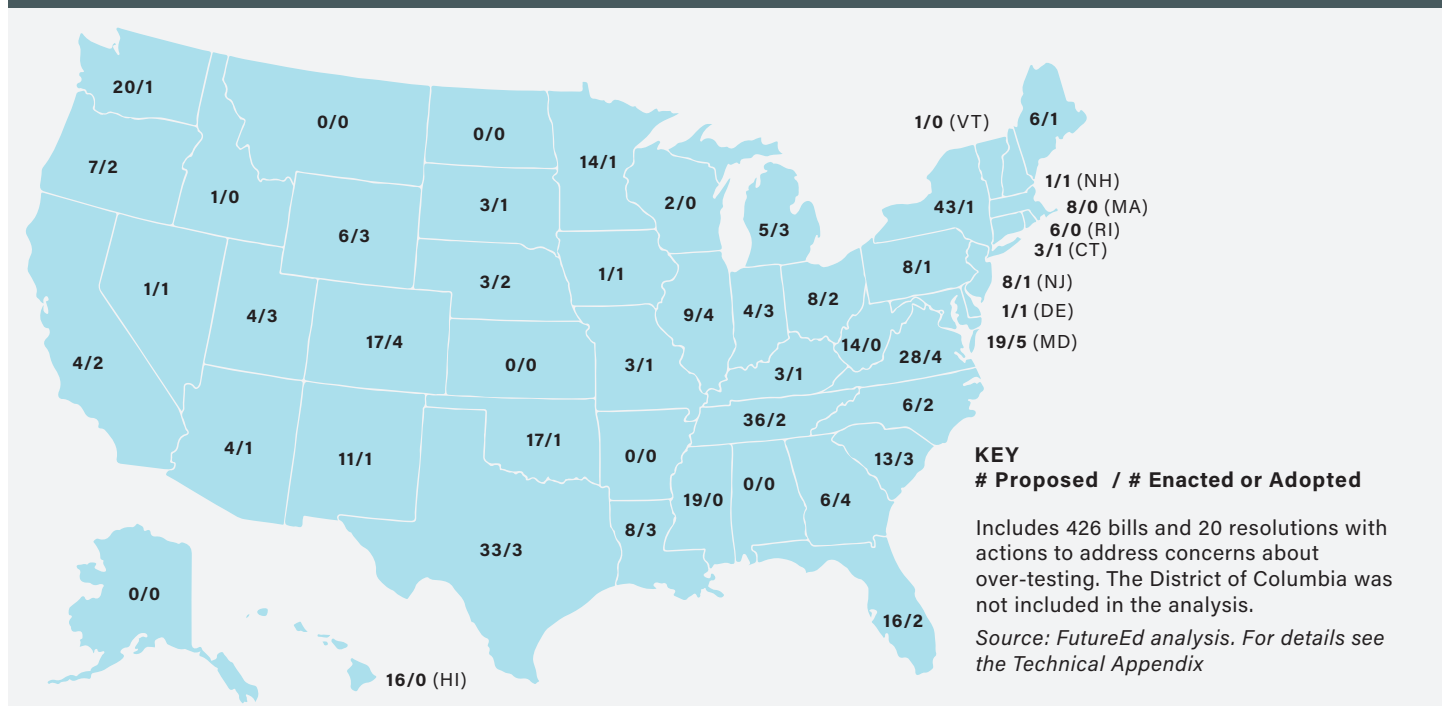 20/1
0/0
0/0
14/1
1/0 (VT)
6/1
7/2
1/0
3/1
2/0
5/3
43/1
1/1 (NH)
8/0 (MA)
6/0 (RI)
3/1 (CT)
6/3
1/1
4/3
3/2
1/1
8/1
8/1 (NJ)
1/1 (DE)
19/5 (MD)
4/2
17/4
0/0
3/1
9/4
4/3
8/2
14/0
28/4
3/1
6/2
36/2
4/1
11/1
17/1
0/0
19/0
0/0
6/4
13/3
33/3
8/3
16/2
0/0
16/0 (HI)
KEY
# Proposed / # Enacted or Adopted
Includes 426 bills and 20 resolutions with
actions to address concerns about
over-testing. The District of Columbia was
not included in the analysis.
Source: FutureEd analysis. For details see
the Technical Appendix